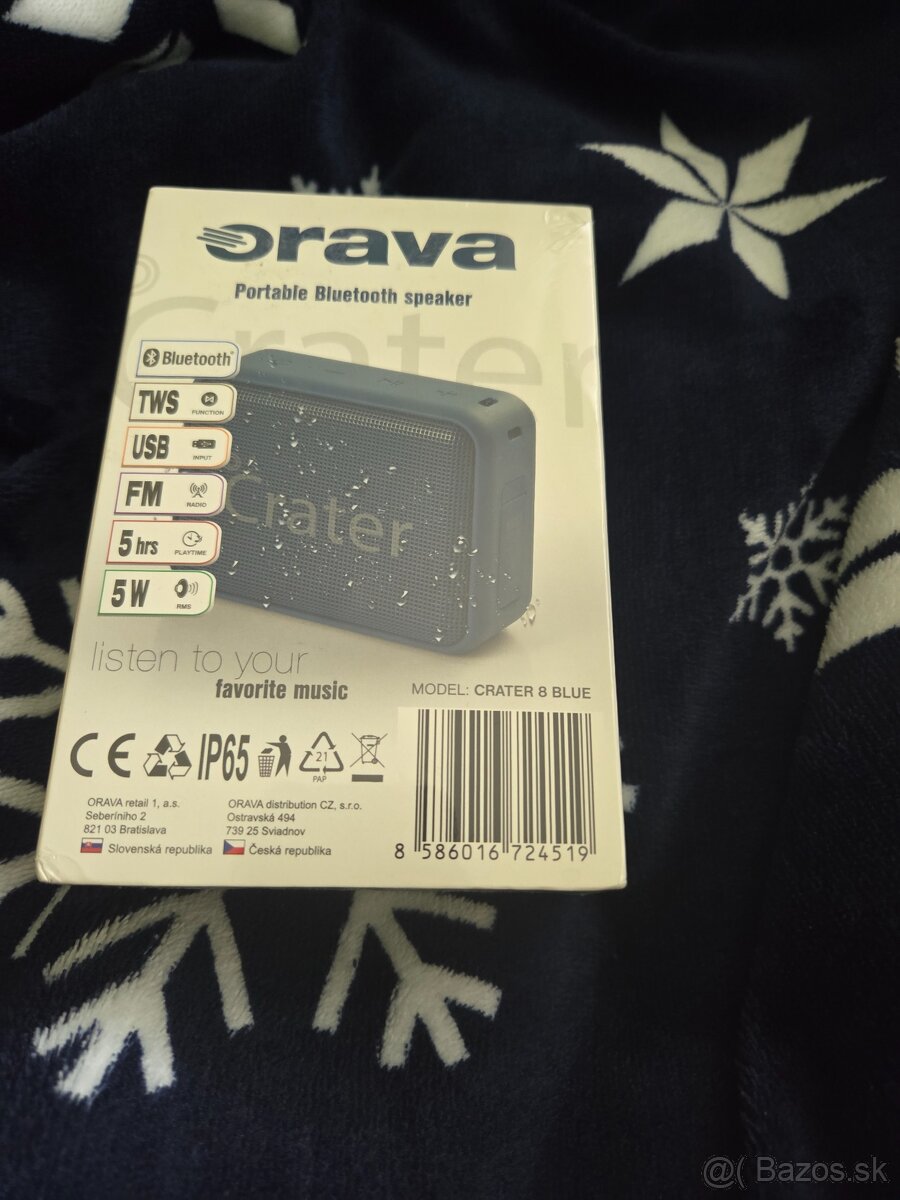 orava
Portable Bluetooth speaker
Crater
Bluetooth®
TWS
FUNCTION
USB
INPUT
FM
RADIO
5 hrs
PLAYTIME
5 W
RMS
Crater
listen to your
favorite music
MODEL: CRATER 8 BLUE
CE
IP65
21
PAP
ORAVA retail 1, a.s.
Seberíniho 2
821 03 Bratislava
Slovenská republika
ORAVA distribution CZ, s.r.o.
Ostravská 494
739 25 Sviadnov
Česká republika
8 586016 724519
@( Bazos.sk